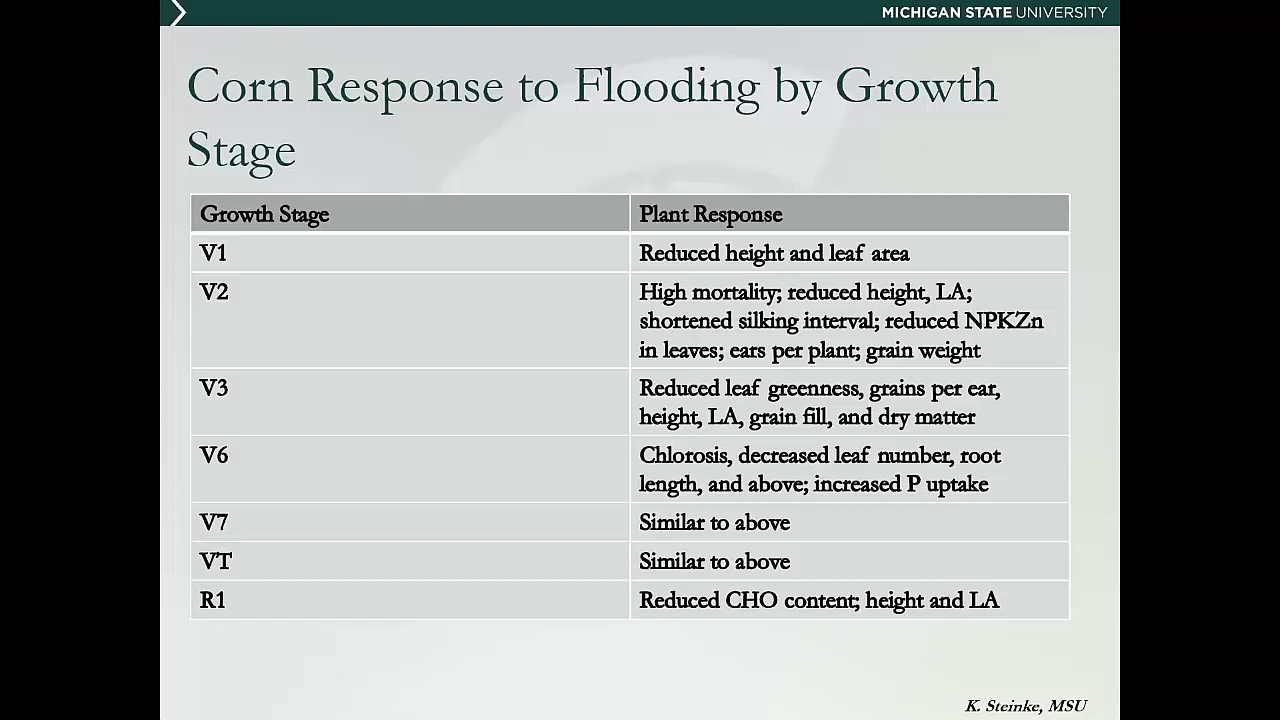 MICHIGAN STATE UNIVERSITY
Corn Response to Flooding by Growth
Stage
Growth Stage
Plant Response
V1
Reduced height and leaf area
V2
High mortality; reduced height, LA;
shortened silking interval; reduced NPKZn
in leaves; ears per plant; grain weight
V3
Reduced leaf greenness, grains per ear,
height, LA, grain fill, and dry matter
V6
Chlorosis, decreased leaf number, root
length, and above; increased P uptake
V7
Similar to above
VT
Similar to above
R1
Reduced CHO content; height and LA
K. Steinke, MSU